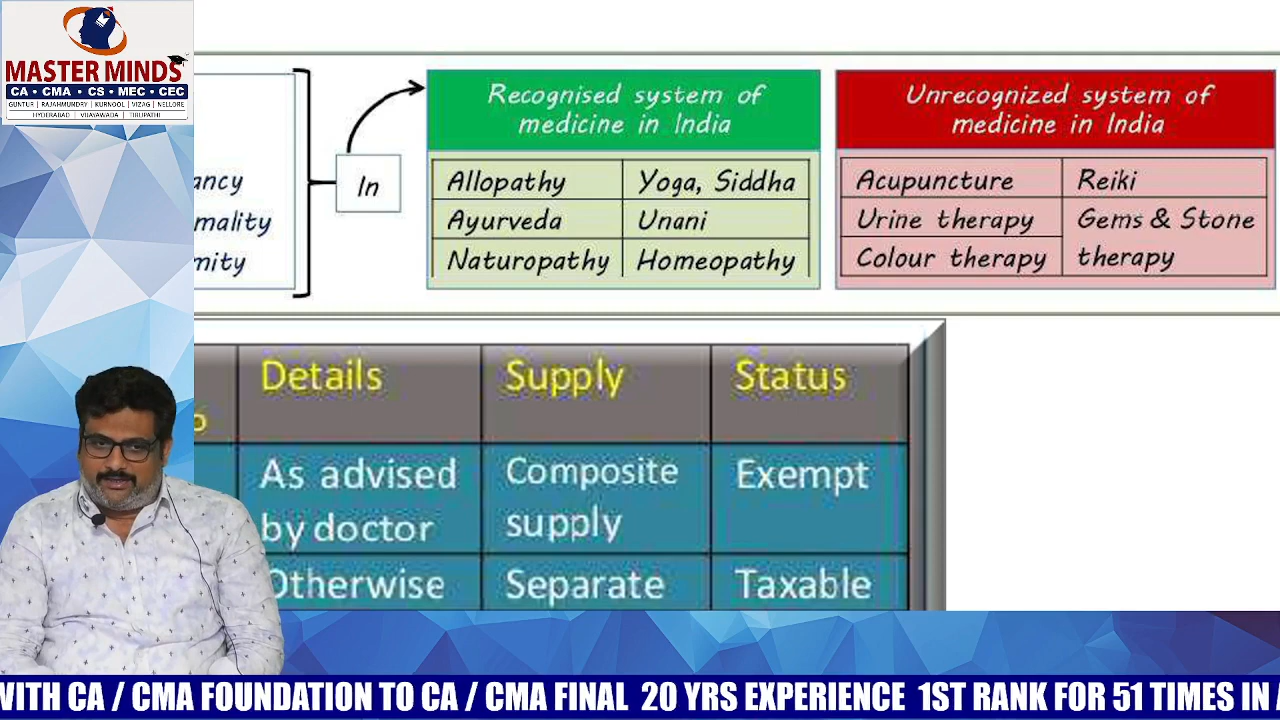 MASTER MINDS
CA • CMA • CS • MEC • CEC
GUNTUR | RAJAHMUNDRY | KURNOOL | VIZAG | NELLORE
HYDERABAD | VIJAYAWADA | TIRUPATHI
ancy
mality
mity
In
Recognised system of
medicine in India
Allopathy Yoga, Siddha
Ayurveda Unani
Naturopathy Homeopathy
Unrecognized system of
medicine in India
Acupuncture Reiki
Urine therapy Gems & Stone
Colour therapy therapy
Details Supply Status
o
As advised Composite Exempt
by doctor supply
Otherwise Separate Taxable
WITH CA / CMA FOUNDATION TO CA / CMA FINAL 20 YRS EXPERIENCE 1ST RANK FOR 51 TIMES IN A